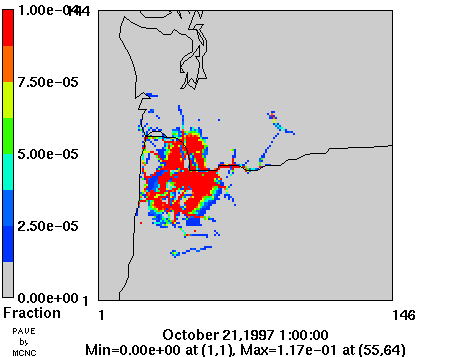 1.00e-04
144
7.50e-05
5.00e-05
2.50e-05
0.00e+00
1
Fraction
1
146
PAVE
by
MCNC
October 21,1997 1:00:00
Min=0.00e+00 at (1,1), Max=1.17e-01 at (55,64)